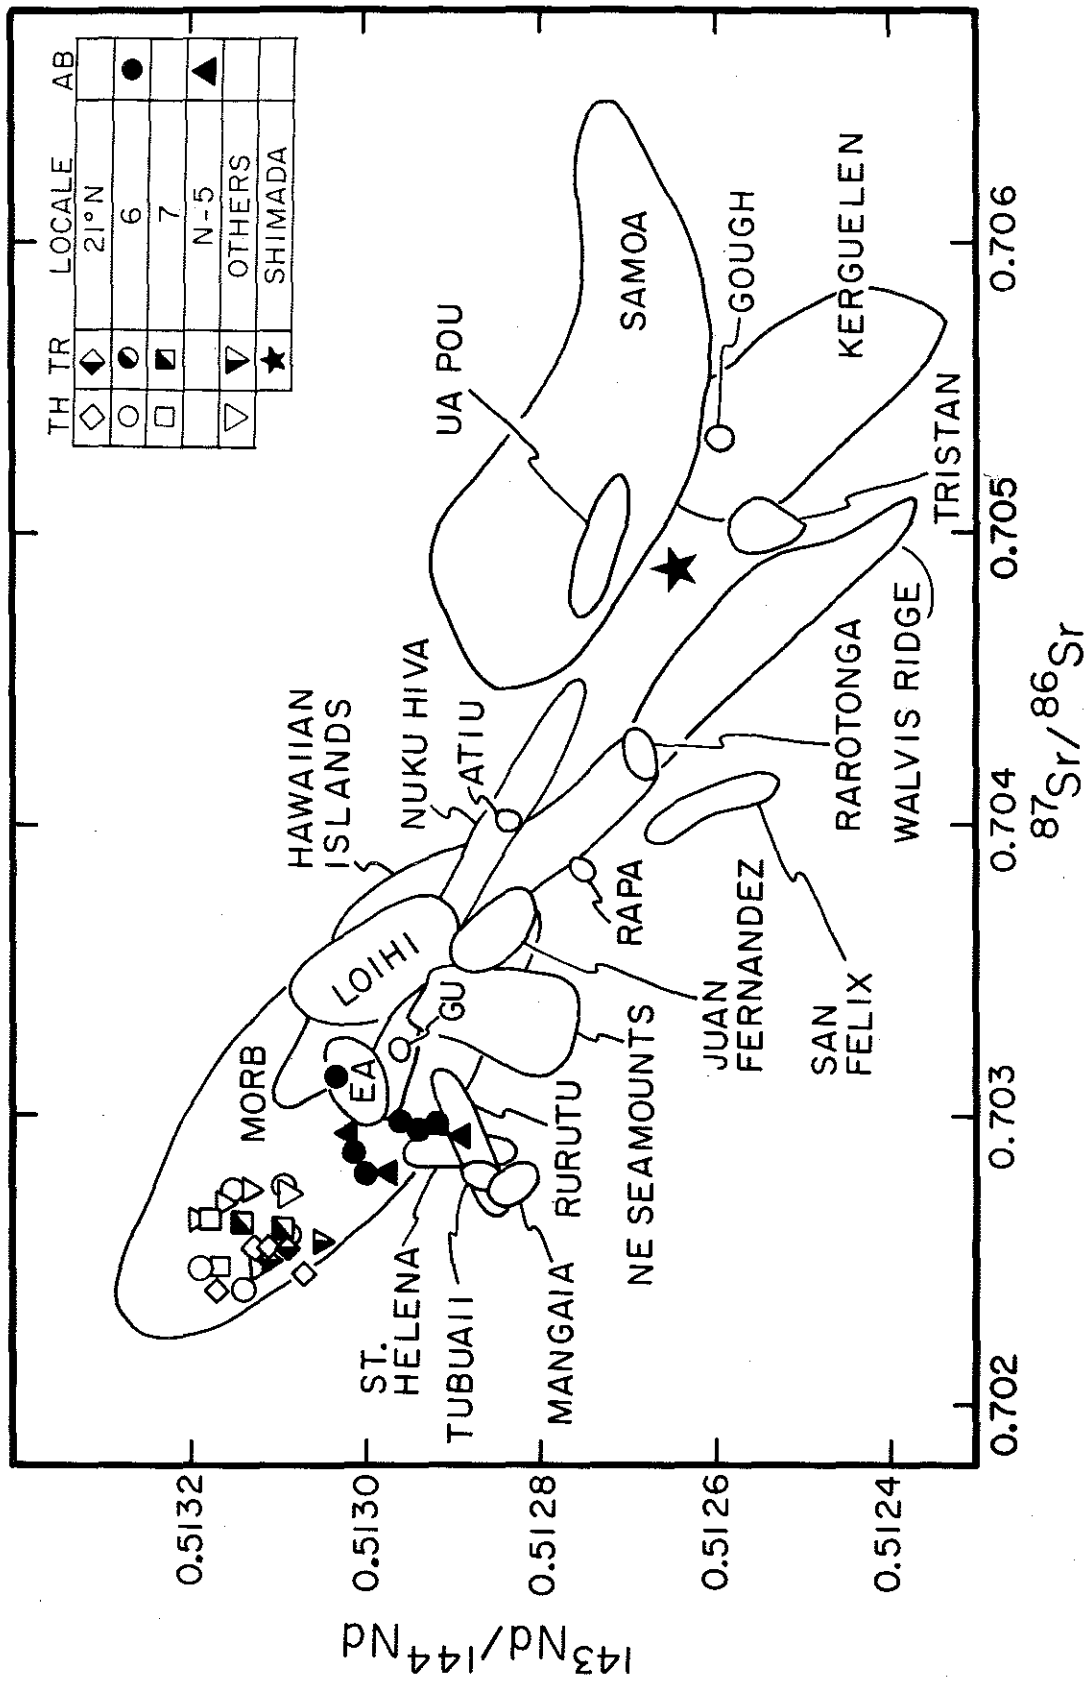 TH TR LOCALE AB
21°N
6
7
N-5
OTHERS
SHIMADA
MORB
LOIHI
EA
GU
HAWAIIAN
ISLANDS
NUKU HIVA
ATIU
UA POU
SAMOA
GOUGH
KERGUELEN
TRISTAN
WALVIS RIDGE
RAROTONGA
RAPA
SAN
FELIX
JUAN
FERNANDEZ
NE SEAMOUNTS
RURUTU
MANGAIA
TUBUAII
ST.
HELENA
0.5132
0.5130
0.5128
0.5126
0.5124
¹⁴³Nd/¹⁴⁴Nd
0.702
0.703
0.704
0.705
0.706
⁸⁷Sr/⁸⁶Sr